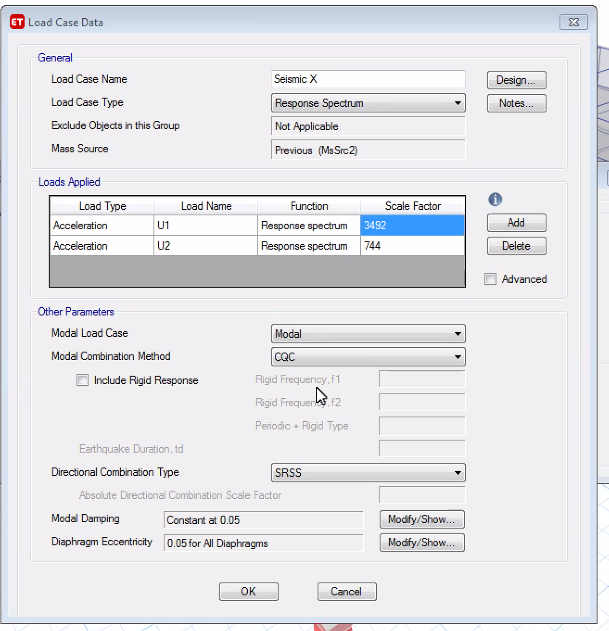 ET Load Case Data
General
Load Case Name Seismic X Design...
Load Case Type Response Spectrum Notes...
Exclude Objects in this Group Not Applicable
Mass Source Previous (MsSrc2)
Loads Applied
Load Type Load Name Function Scale Factor
Acceleration U1 Response spectrum 3492 Add
Acceleration U2 Response spectrum 744 Delete
Advanced
Other Parameters
Modal Load Case Modal
Modal Combination Method CQC
Include Rigid Response Rigid Frequency, f1
Rigid Frequency, f2
Periodic + Rigid Type
Earthquake Duration, td
Directional Combination Type SRSS
Absolute Directional Combination Scale Factor
Modal Damping Constant at 0.05 Modify/Show...
Diaphragm Eccentricity 0.05 for All Diaphragms Modify/Show...
OK Cancel